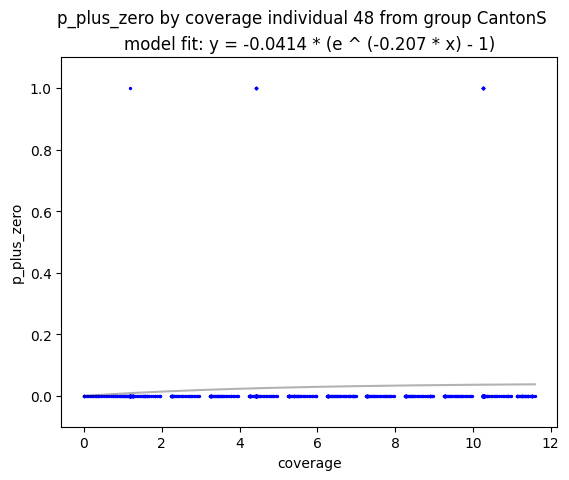 p_plus_zero by coverage individual 48 from group CantonS
model fit: y = -0.0414 * (e ^ (-0.207 * x) - 1)
1.0
0.8
0.6
0.4
0.2
0.0
p_plus_zero
0 2 4 6 8 10 12
coverage